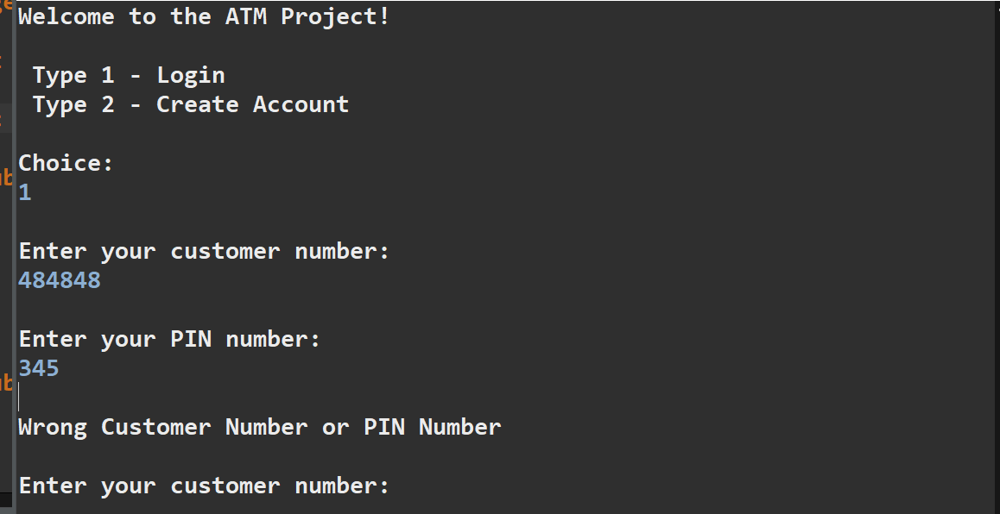 Welcome to the ATM Project!
Type 1 - Login
Type 2 - Create Account
Choice:
1
Enter your customer number:
484848
Enter your PIN number:
345
Wrong Customer Number or PIN Number
Enter your customer number: